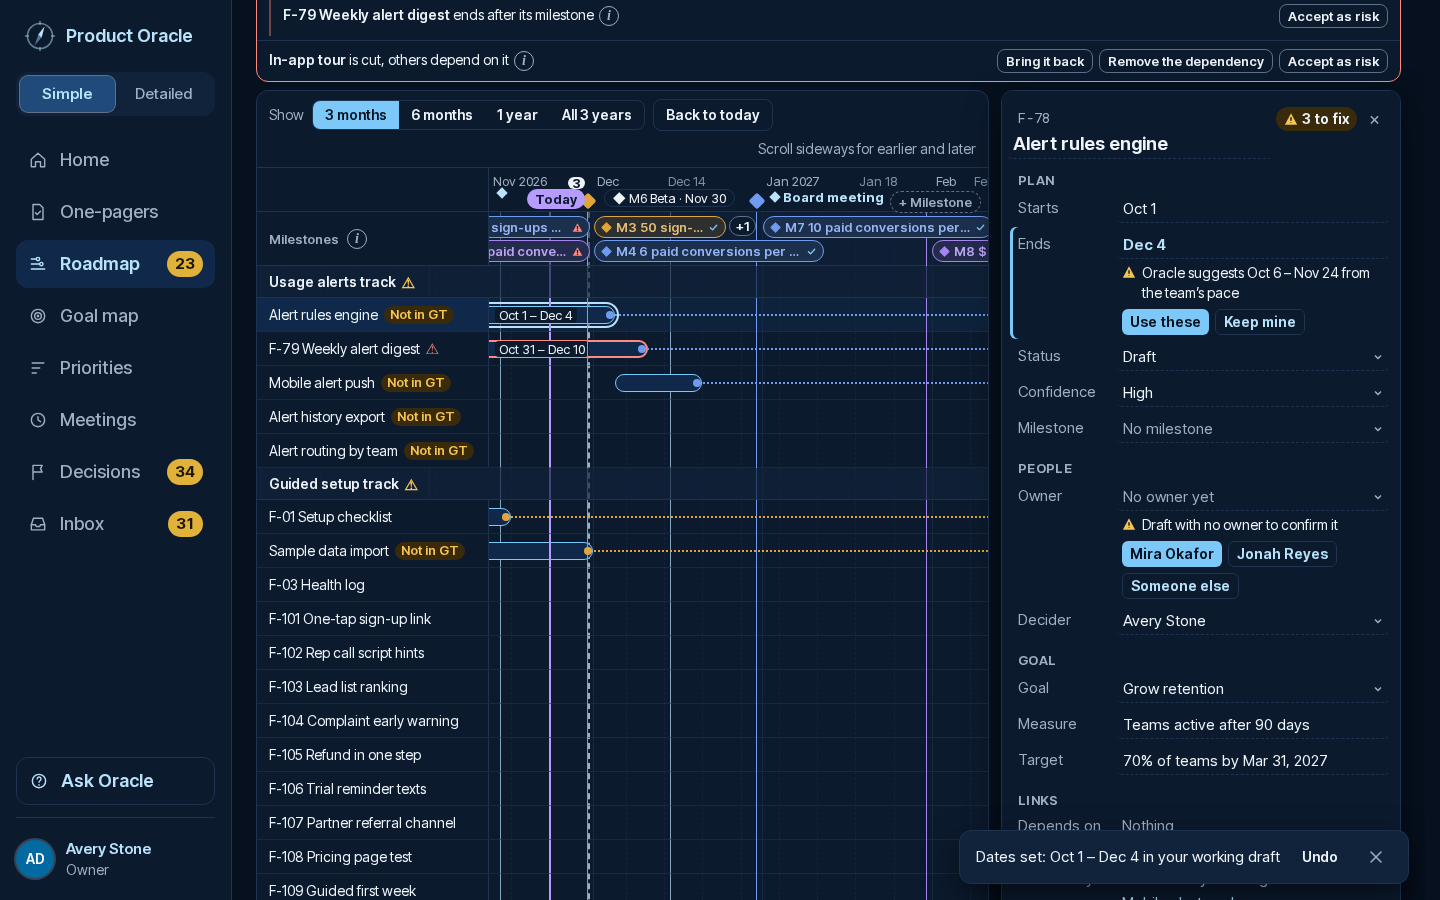 Product Oracle
Simple
Detailed
Home
One-pagers
Roadmap 23
Goal map
Priorities
Meetings
Decisions 34
Inbox 31
Ask Oracle
AD
Avery Stone
Owner
F-79 Weekly alert digest ends after its milestone i
Accept as risk
In-app tour is cut, others depend on it i
Bring it back
Remove the dependency
Accept as risk
Show
3 months
6 months
1 year
All 3 years
Back to today
Scroll sideways for earlier and later
Nov 2026
3
Dec
Dec 14
Jan 2027
Jan 18
Feb
Fe
Today
M6 Beta · Nov 30
Board meeting
+ Milestone
Milestones i
sign-ups ...
M3 50 sign-...
+1
M7 10 paid conversions per...
paid conve...
M4 6 paid conversions per ...
M8 $
Usage alerts track
Alert rules engine Not in GT
Oct 1 – Dec 4
F-79 Weekly alert digest
Oct 31 – Dec 10
Mobile alert push Not in GT
Alert history export Not in GT
Alert routing by team Not in GT
Guided setup track
F-01 Setup checklist
Sample data import Not in GT
F-03 Health log
F-101 One-tap sign-up link
F-102 Rep call script hints
F-103 Lead list ranking
F-104 Complaint early warning
F-105 Refund in one step
F-106 Trial reminder texts
F-107 Partner referral channel
F-108 Pricing page test
F-109 Guided first week
F-78
3 to fix
Alert rules engine
PLAN
Starts Oct 1
Ends Dec 4
Oracle suggests Oct 6 – Nov 24 from
the team's pace
Use these
Keep mine
Status Draft
Confidence High
Milestone No milestone
PEOPLE
Owner No owner yet
Draft with no owner to confirm it
Mira Okafor
Jonah Reyes
Someone else
Decider Avery Stone
GOAL
Goal Grow retention
Measure Teams active after 90 days
Target 70% of teams by Mar 31, 2027
LINKS
Depends on Nothing
Dates set: Oct 1 – Dec 4 in your working draft
Undo